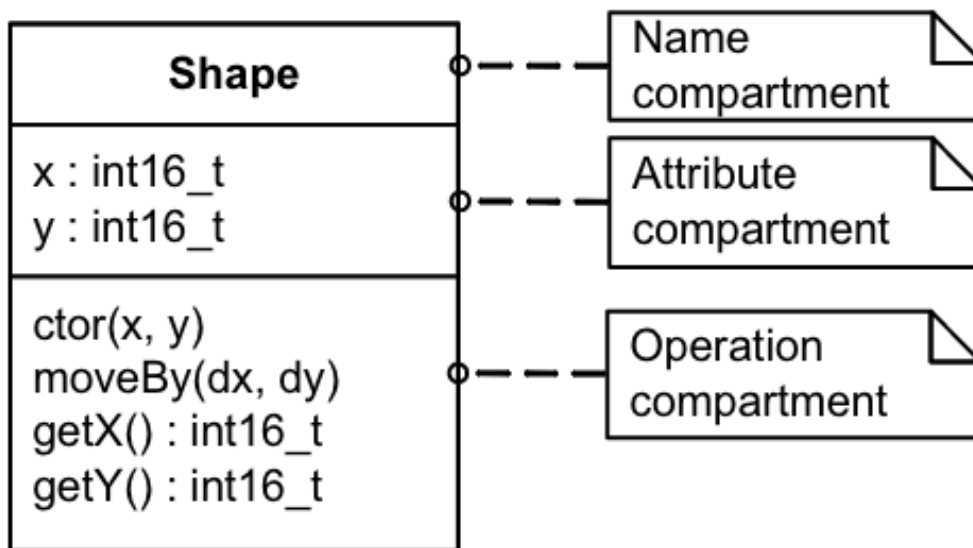 Shape
x : int16_t
y : int16_t
ctor(x, y)
moveBy(dx, dy)
getX() : int16_t
getY() : int16_t
Name
compartment
Attribute
compartment
Operation
compartment